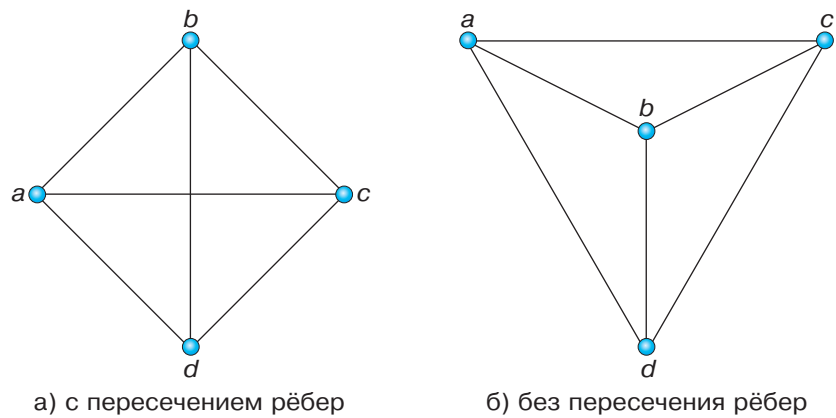 b
a
c
d
а) с пересечением рёбер
a
c
b
d
б) без пересечения рёбер